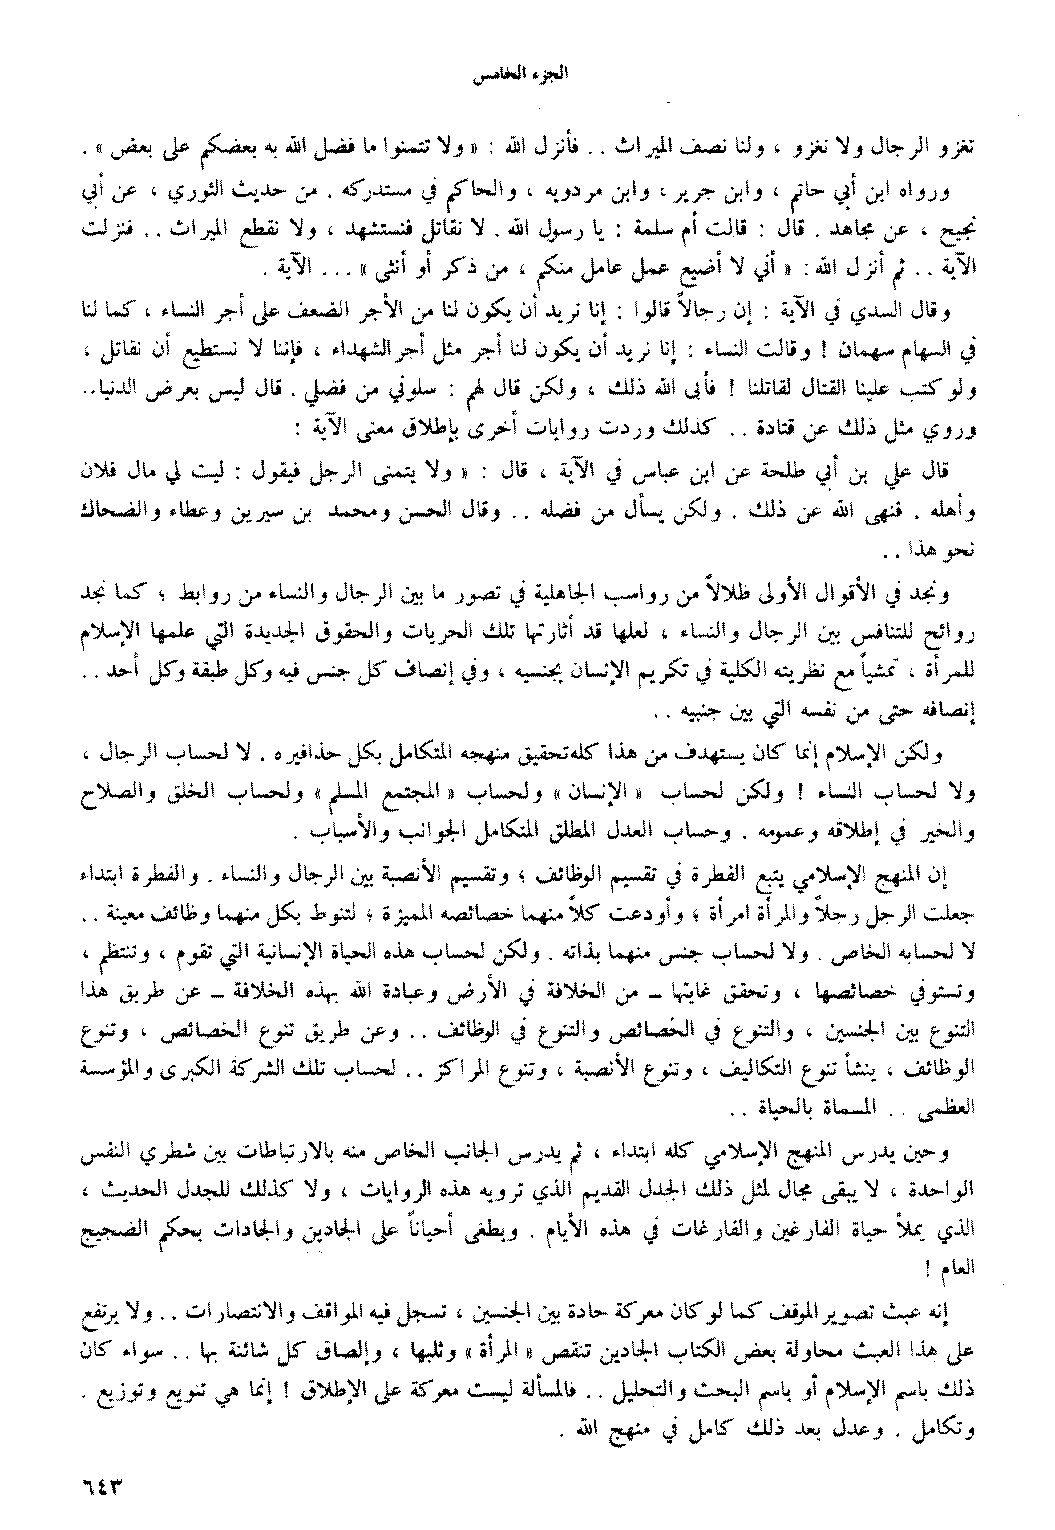 الجزء الخامس
تغزو الرجال ولا نغزو ، ولنا نصف الميراث .. فأنزل الله : « ولا تتمنوا ما فضل الله به بعضكم على بعض » .
ورواه ابن أبي حاتم ، وابن جرير ، وابن مردويه ، والحاكم في مستدركه . من حديث الثوري ، عن أبي
نجيح ، عن مجاهد . قال : قالت أم سلمة : يا رسول الله . لا نقاتل فنستشهد ، ولا نقطع الميراث .. فنزلت
الآية .. ثم أنزل الله : « أني لا أضيع عمل عامل منكم ، من ذكر أو أنثى » ... الآية .
وقال السدي في الآية : إن رجالاً قالوا : إنا نريد أن يكون لنا من الأجر الضعف على أجر النساء ، كما لنا
في السهام سهمان ! وقالت النساء : إنا نريد أن يكون لنا أجر مثل أجر الشهداء ، فإننا لا نستطيع أن نقاتل ،
ولو كتب علينا القتال لقاتلنا ! فأبى الله ذلك ، ولكن قال لهم : سلوني من فضلي . قال ليس بعرض الدنيا..
وروي مثل ذلك عن قتادة .. كذلك وردت روايات أخرى بإطلاق معنى الآية :
قال علي بن أبي طلحة عن ابن عباس في الآية ، قال : « ولا يتمنى الرجل فيقول : ليت لي مال فلان
وأهله . فنهى الله عن ذلك . ولكن يسأل من فضله .. وقال الحسن ومحمد بن سيرين وعطاء والضحاك
نحو هذا ..
ونجد في الأقوال الأولى ظلالاً من رواسب الجاهلية في تصور ما بين الرجال والنساء من روابط ؛ كما نجد
روائح للتنافس بين الرجال والنساء ، لعلها قد أثارتها تلك الحريات والحقوق الجديدة التي علمها الإسلام
للمرأة ، تمشياً مع نظريته الكلية في تكريم الإنسان بجنسيه ، وفي إنصاف كل جنس فيه وكل طبقة وكل أحد ..
إنصافه حتى من نفسه التي بين جنبيه ..
ولكن الإسلام إنما كان يستهدف من هذا كله تحقيق منهجه المتكامل بكل حذافيره . لا لحساب الرجال ،
ولا لحساب النساء ! ولكن لحساب « الإنسان » ولحساب « المجتمع المسلم » ولحساب الخلق والصلاح
والخير في إطلاقه وعمومه . وحساب العدل المطلق المتكامل الجوانب والأسباب .
إن المنهج الإسلامي يتبع الفطرة في تقسيم الوظائف ؛ وتقسيم الأنصبة بين الرجال والنساء . والفطرة ابتداء
جعلت الرجل رجلاً والمرأة امرأة ؛ وأودعت كلاً منهما خصائصه المميزة ؛ لتنوط بكل منهما وظائف معينة ..
لا لحسابه الخاص . ولا لحساب جنس منهما بذاته . ولكن لحساب هذه الحياة الإنسانية التي تقوم ، وتنتظم ،
وتستوفي خصائصها ، وتحقق غايتها – من الخلافة في الأرض وعبادة الله بهذه الخلافة – عن طريق هذا
التنوع بين الجنسين ، والتنوع في الخصائص والتنوع في الوظائف .. وعن طريق تنوع الخصائص ، وتنوع
الوظائف ، ينشأ تنوع التكاليف ، وتنوع الأنصبة ، وتنوع المراكز .. لحساب تلك الشركة الكبرى والمؤسسة
العظمى .. المسماة بالحياة ..
وحين يدرس المنهج الإسلامي كله ابتداء ، ثم يدرس الجانب الخاص منه بالارتباطات بين شطري النفس
الواحدة ، لا يبقى مجال لمثل ذلك الجدل القديم الذي ترويه هذه الروايات ، ولا كذلك للجدل الحديث ،
الذي يملأ حياة الفارغين والفارغات في هذه الأيام . ويطغى أحياناً على الجادين والجادات بحكم الضجيج
العام !
إنه عبث تصوير الموقف كما لو كان معركة حادة بين الجنسين ، تسجل فيه المواقف والانتصارات .. ولا يرتفع
على هذا العبث محاولة بعض الكتاب الجادين تنقص « المرأة » وثلبها ، وإلصاق كل شائنة بها .. سواء كان
ذلك باسم الإسلام أو باسم البحث والتحليل .. فالمسألة ليست معركة على الإطلاق ! إنما هي تنويع وتوزيع .
وتكامل . وعدل بعد ذلك كامل في منهج الله .
٦٤٣